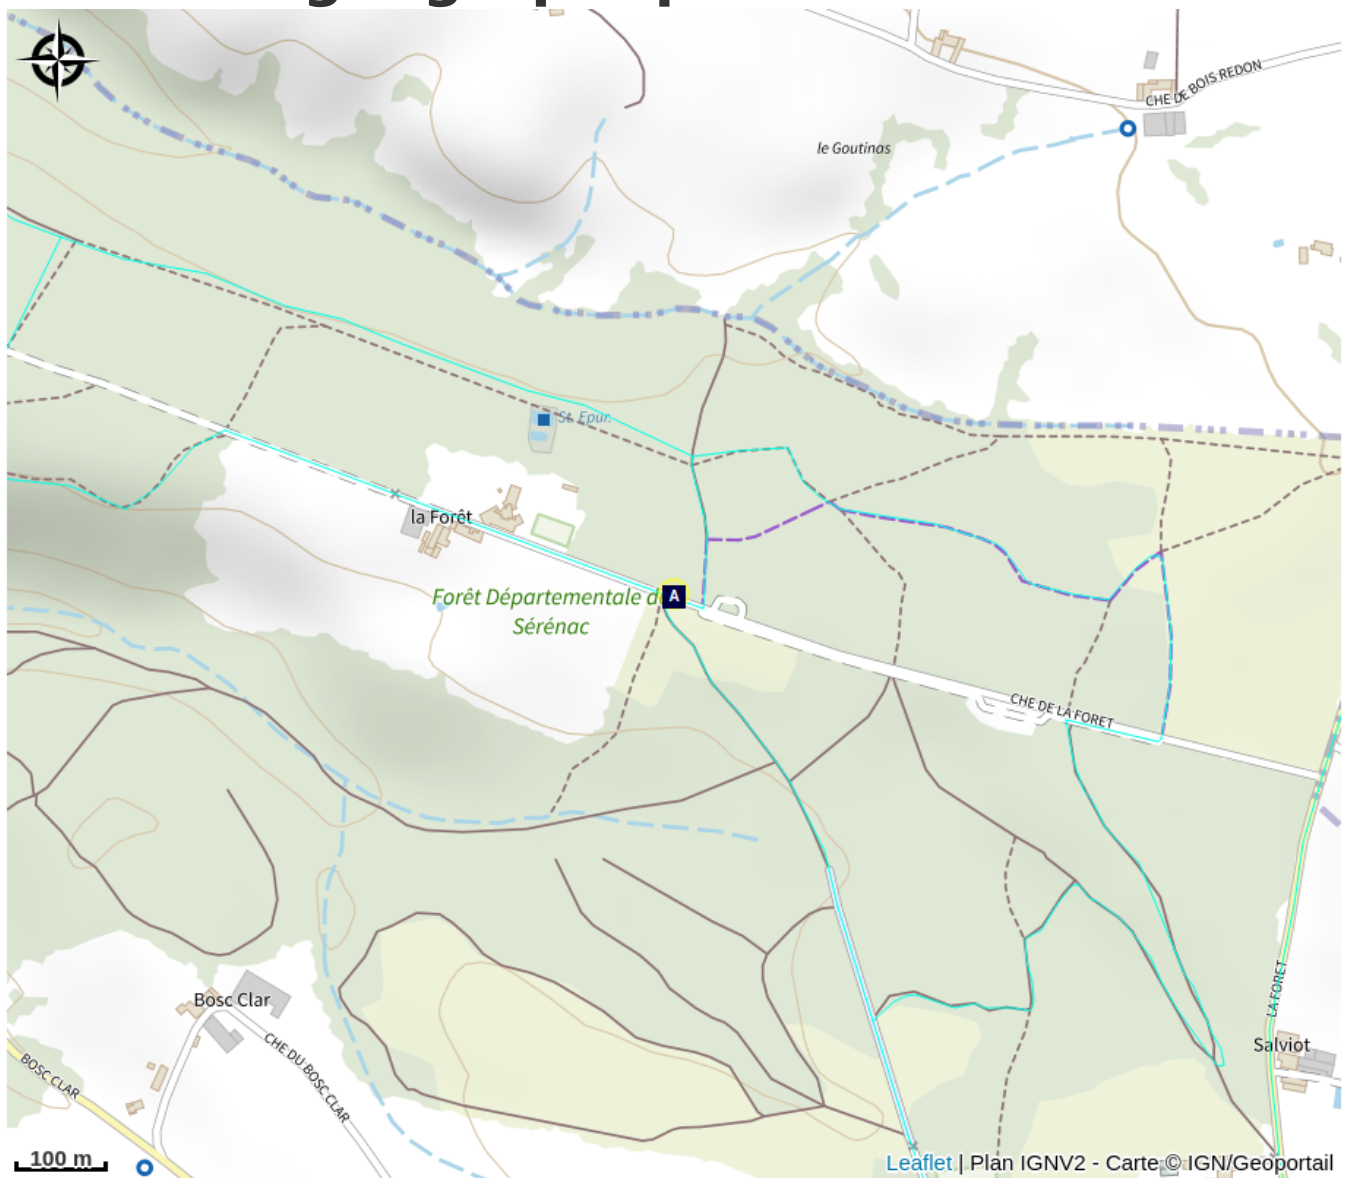 CHE DE BOIS REDON
le Goutinas
St. Epur.
la Forêt
Forêt Départementale d
Sérénac
A
CHE DE LA FORET
LA FORET
Bosc Clar
Salviot
CHE DU BOSC CLAR
BOSC CLAR
100 m
Leaflet | Plan IGNV2 - Carte © IGN/Geoportail